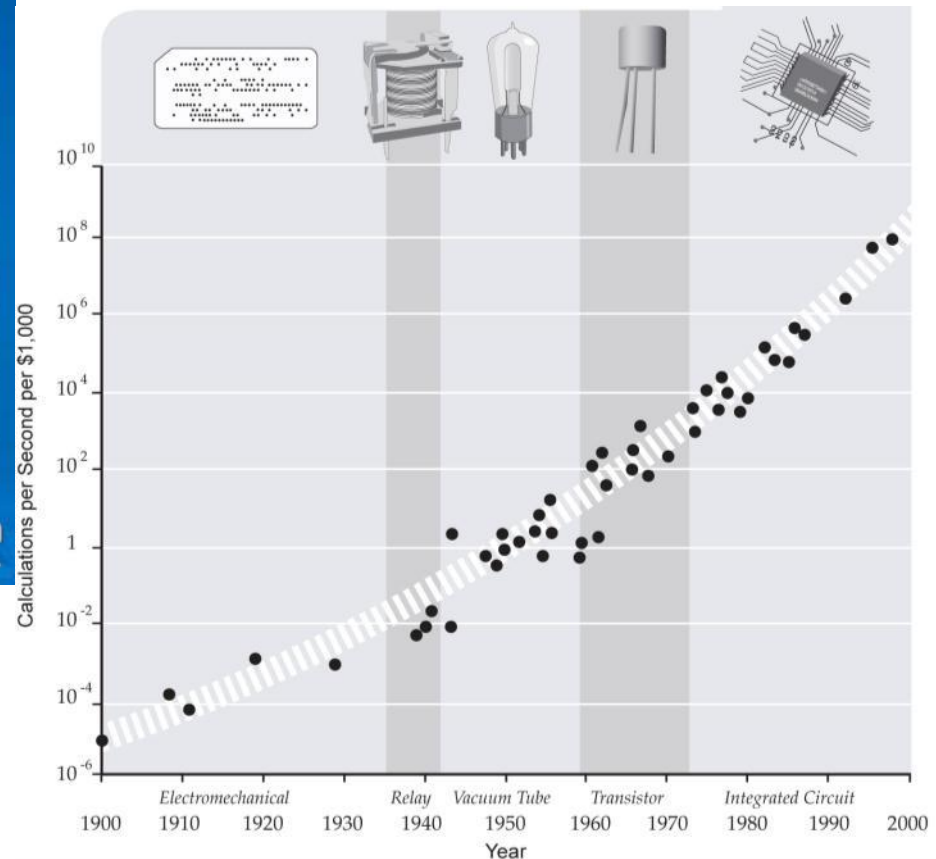 10 10
10 8
10 6
10 4
10 2
1
10 -2
10 -4
10 -6
Calculations per Second per $1,000
Electromechanical Relay Vacuum Tube Transistor Integrated Circuit
1900 1910 1920 1930 1940 1950 1960 1970 1980 1990 2000
Year